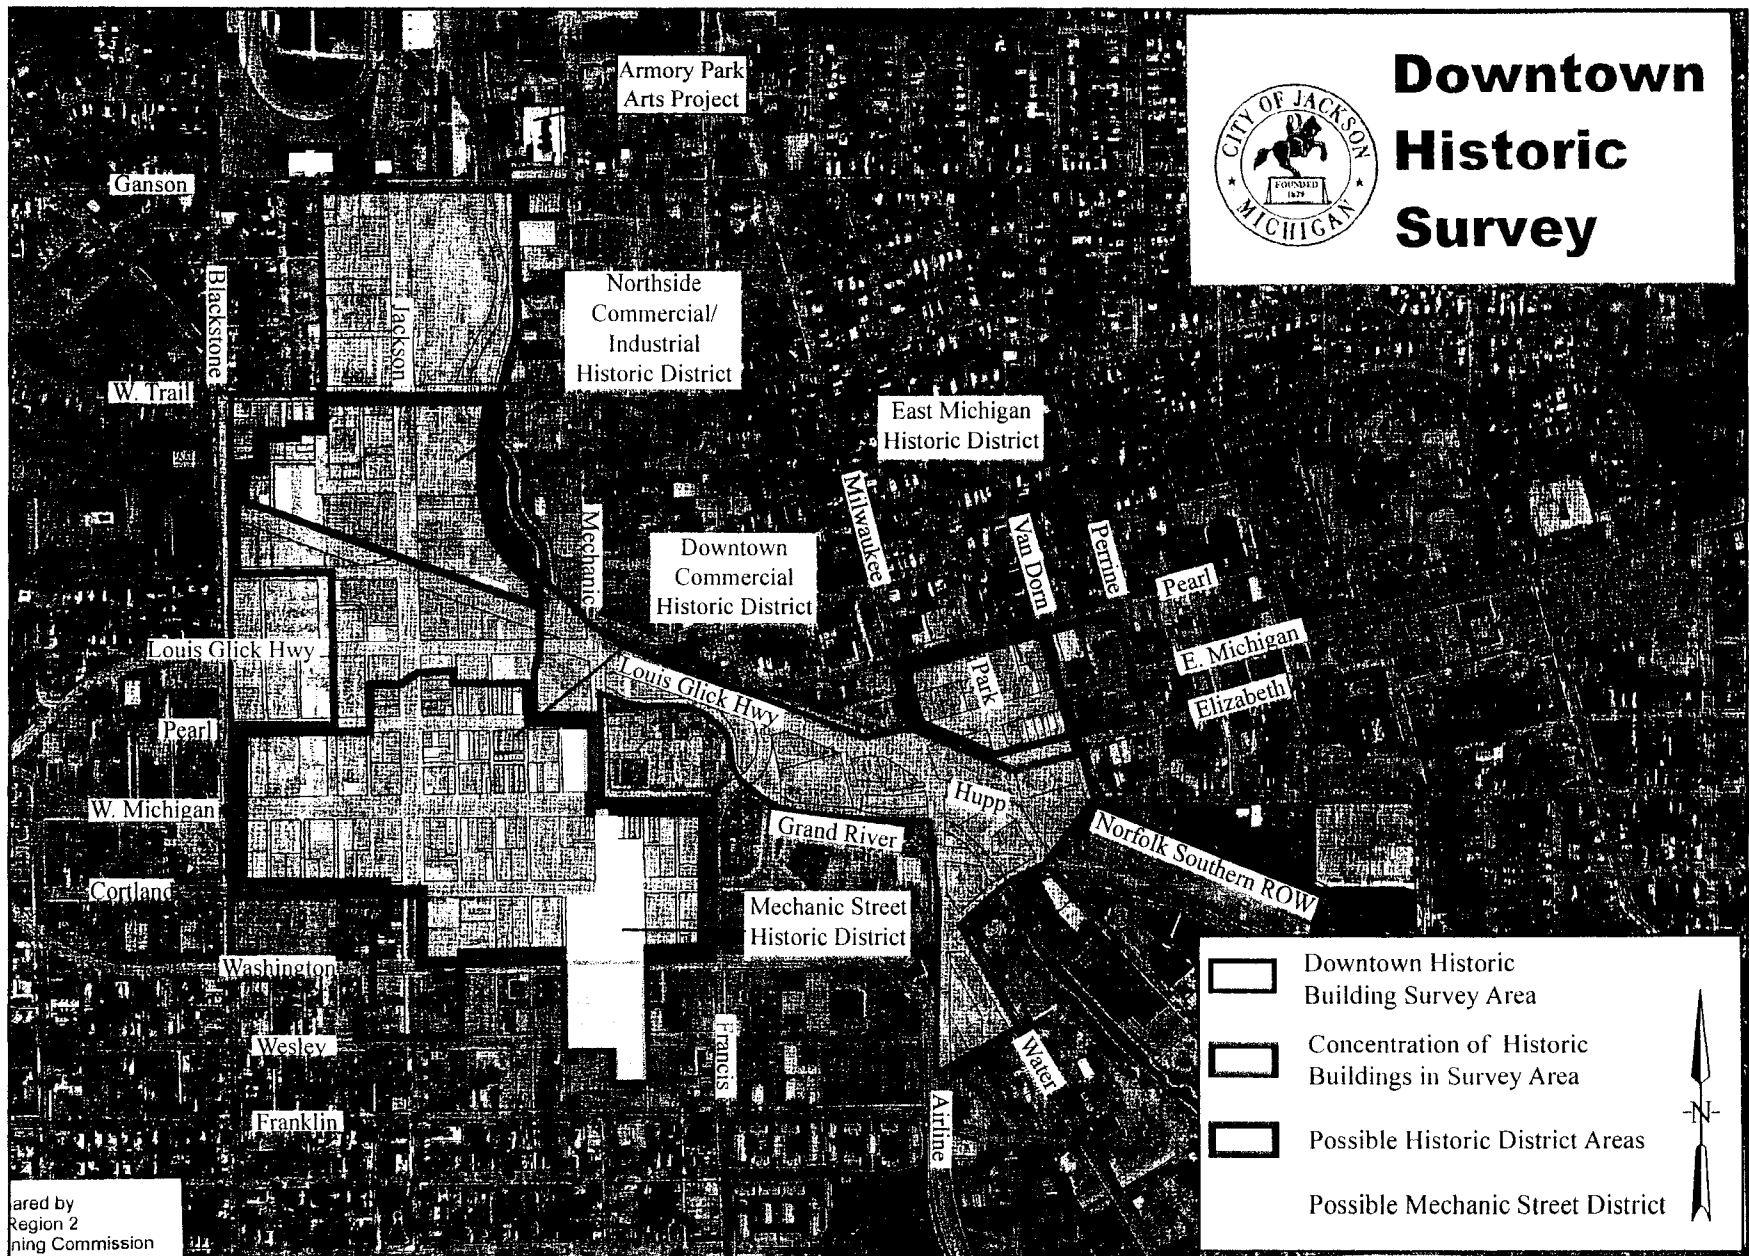 Downtown
Historic
Survey
CITY OF JACKSON
FOUNDED
1829
MICHIGAN
Armory Park
Arts Project
Ganson
Blackstone
Jackson
Northside
Commercial/
Industrial
Historic District
W. Trail
East Michigan
Historic District
Milwaukee
Van Dorn
Perrine
Pearl
Mechanic
Downtown
Commercial
Historic District
E. Michigan
Elizabeth
Park
Louis Glick Hwy
Louis Glick Hwy
Pearl
W. Michigan
Hupp
Grand River
Norfolk Southern ROW
Cortland
Mechanic Street
Historic District
Washington
Wesley
Francis
Water
Franklin
Airline
Downtown Historic
Building Survey Area
Concentration of Historic
Buildings in Survey Area
Possible Historic District Areas
Possible Mechanic Street District
-N-
ared by
Region 2
ning Commission